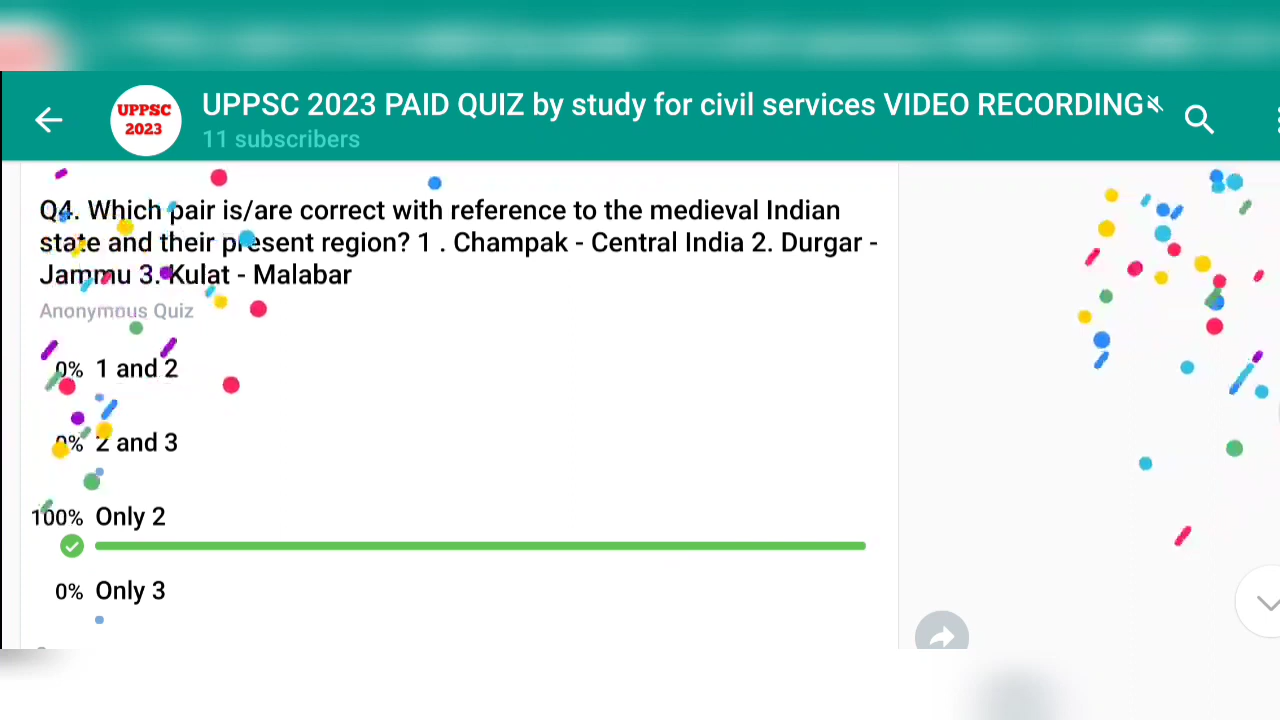 UPPSC
2023
UPPSC 2023 PAID QUIZ by study for civil services VIDEO RECORDING
11 subscribers
Q4. Which pair is/are correct with reference to the medieval Indian
state and their present region? 1 . Champak - Central India 2. Durgar -
Jammu 3. Kulat - Malabar
Anonymous Quiz
0% 1 and 2
0% 2 and 3
100% Only 2
0% Only 3